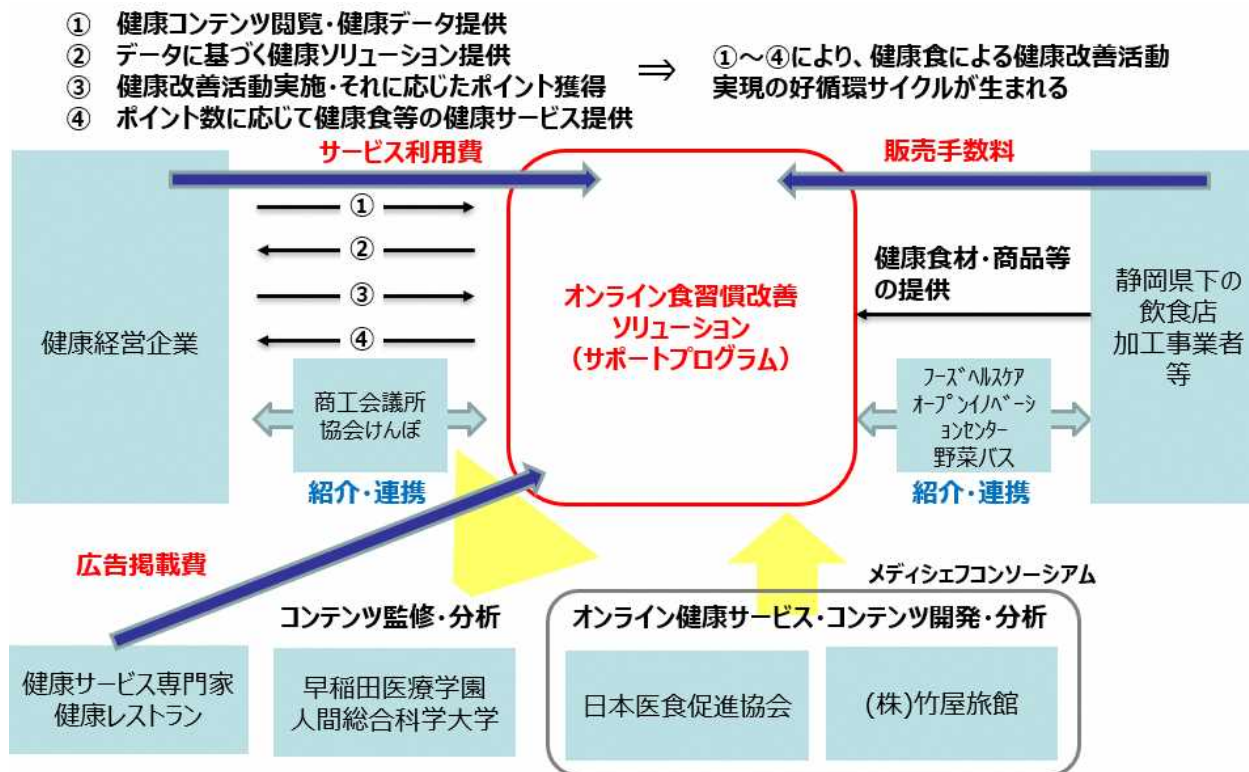 ① 健康コンテンツ閲覧・健康データ提供
② データに基づく健康ソリューション提供
③ 健康改善活動実施・それに応じたポイント獲得
④ ポイント数に応じて健康食等の健康サービス提供
⇒
①～④により、健康食による健康改善活動
実現の好循環サイクルが生まれる
サービス利用費
販売手数料
①
②
③
④
健康経営企業
オンライン食習慣改善
ソリューション
（サポートプログラム）
健康食材・商品等
の提供
静岡県下の
飲食店
加工事業者
等
商工会議所
協会けんぽ
紹介・連携
ﾌｰｽﾞﾍﾙｽｹｱ
ｵｰﾌﾟﾝｲﾉﾍﾞｰｼ
ｮﾝｾﾝﾀｰ
野菜バス
紹介・連携
広告掲載費
メディシェフコンソーシアム
コンテンツ監修・分析
オンライン健康サービス・コンテンツ開発・分析
健康サービス専門家
健康レストラン
早稲田医療学園
人間総合科学大学
日本医食促進協会
(株)竹屋旅館